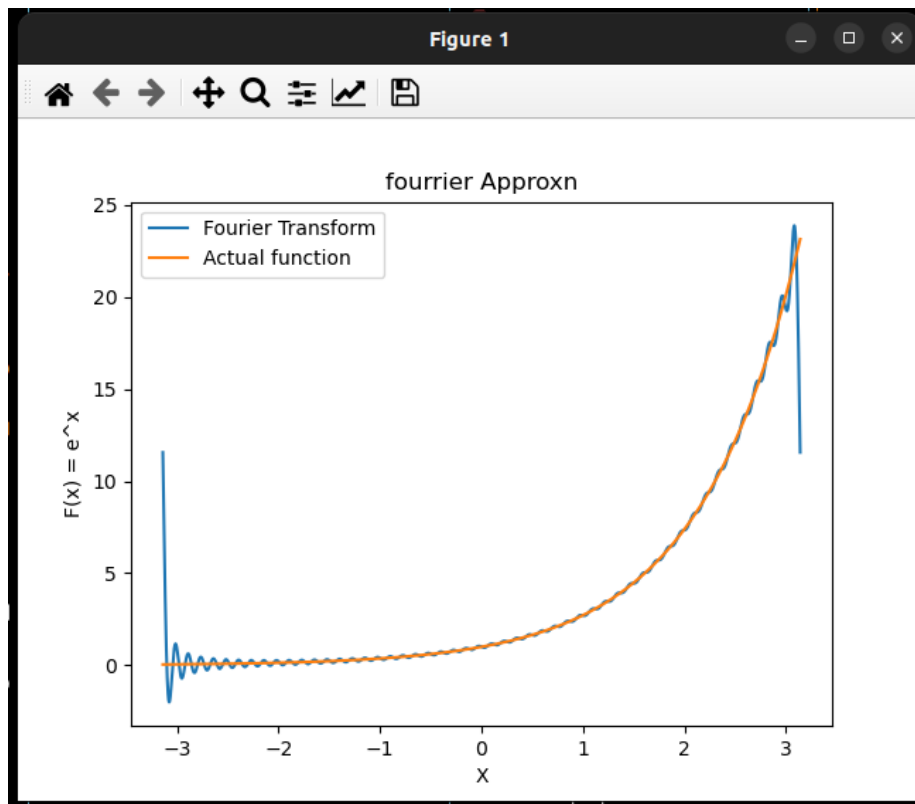 Figure 1
fourrier Approxn
Fourier Transform
Actual function
25
20
15
10
5
0
F(x) = e^x
−3 −2 −1 0 1 2 3
X